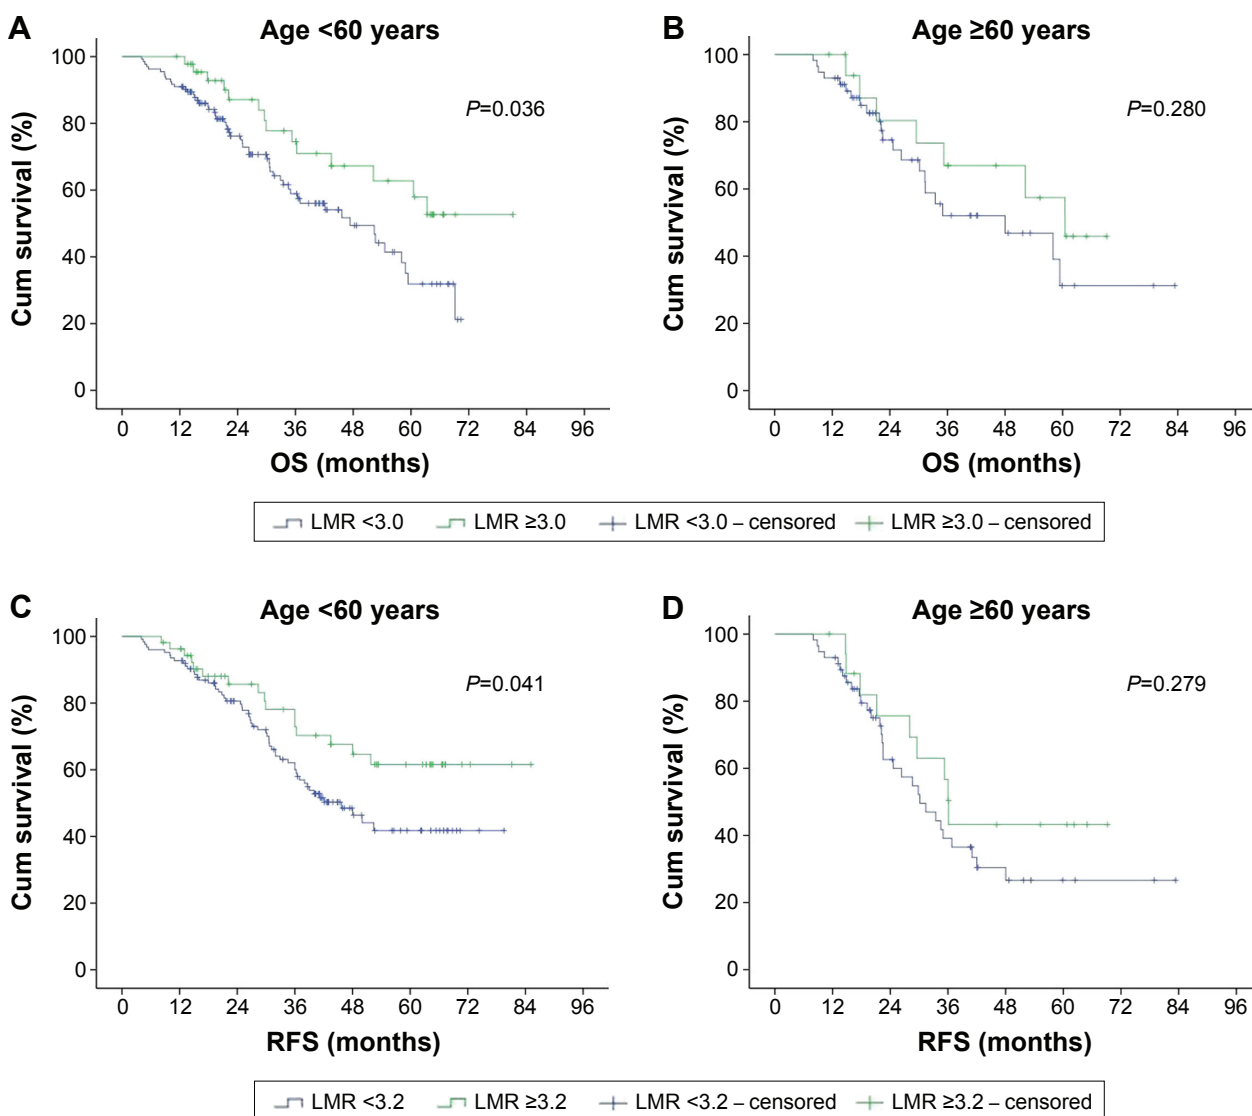 A
Age <60 years
100
80
60
40
20
0
Cum survival (%)
P=0.036
0 12 24 36 48 60 72 84 96
OS (months)
B
Age ≥60 years
100
80
60
40
20
0
Cum survival (%)
P=0.280
0 12 24 36 48 60 72 84 96
OS (months)
LMR <3.0 LMR ≥3.0 LMR <3.0 – censored LMR ≥3.0 – censored
C
Age <60 years
100
80
60
40
20
0
Cum survival (%)
P=0.041
0 12 24 36 48 60 72 84 96
RFS (months)
D
Age ≥60 years
100
80
60
40
20
0
Cum survival (%)
P=0.279
0 12 24 36 48 60 72 84 96
RFS (months)
LMR <3.2 LMR ≥3.2 LMR <3.2 – censored LMR ≥3.2 – censored